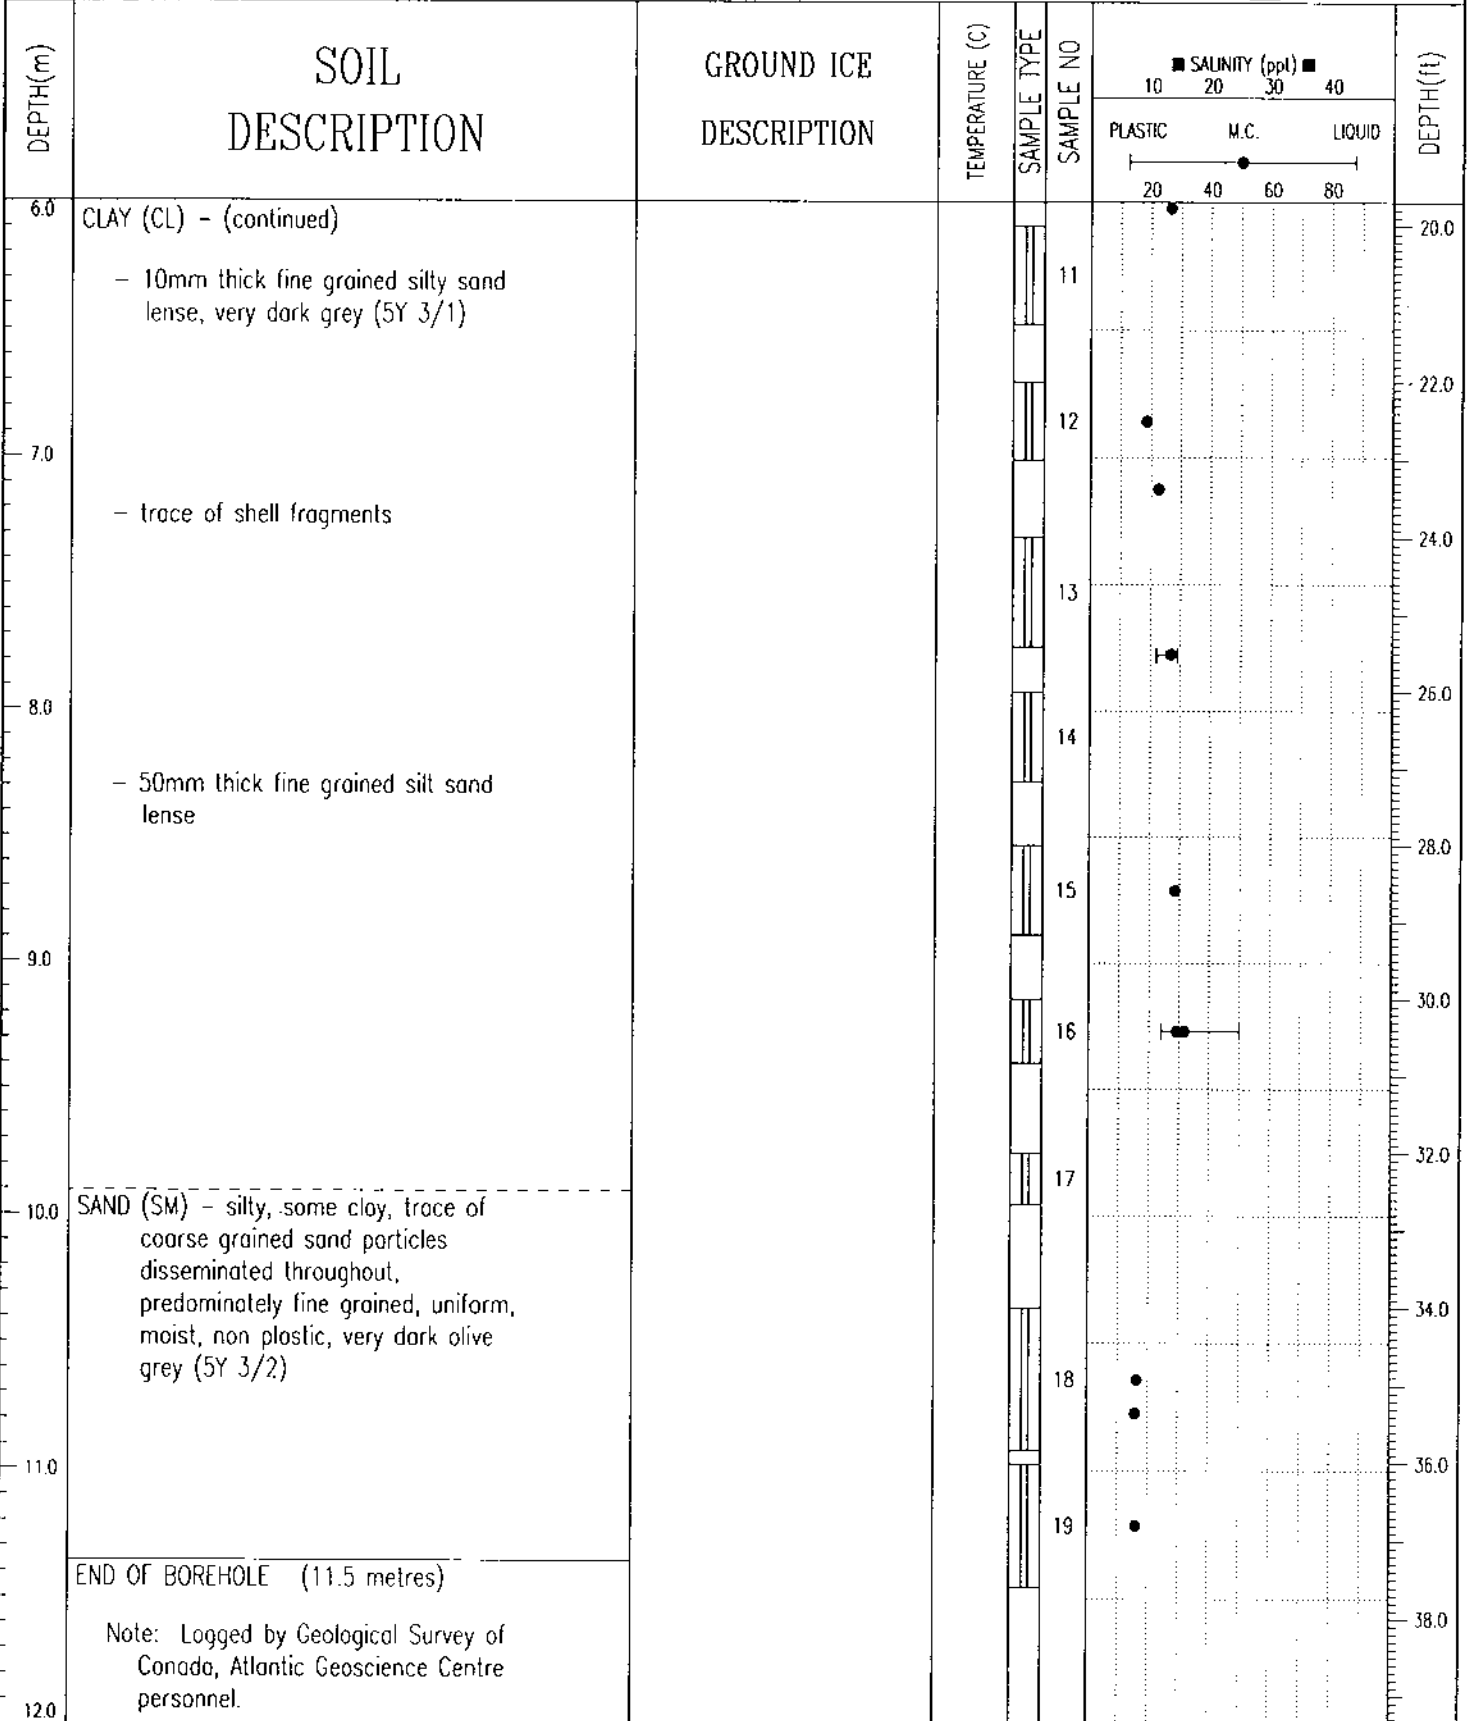 DEPTH(m)
SOIL
DESCRIPTION
GROUND ICE
DESCRIPTION
TEMPERATURE (C)
SAMPLE TYPE
SAMPLE NO
■ SALINITY (ppt) ■
10 20 30 40
PLASTIC M.C. LIQUID
20 40 60 80
DEPTH(ft)
6.0
CLAY (CL) - (continued)
20.0
- 10mm thick fine grained silty sand
lense, very dark grey (5Y 3/1)
11
22.0
12
7.0
- trace of shell fragments
24.0
13
26.0
8.0
14
- 50mm thick fine grained silt sand
lense
28.0
15
9.0
30.0
16
32.0
17
10.0
SAND (SM) - silty, some clay, trace of
coarse grained sand particles
disseminated throughout,
predominately fine grained, uniform,
moist, non plastic, very dark olive
grey (5Y 3/2)
34.0
18
11.0
36.0
19
END OF BOREHOLE (11.5 metres)
38.0
Note: Logged by Geological Survey of
Canada, Atlantic Geoscience Centre
personnel.
12.0